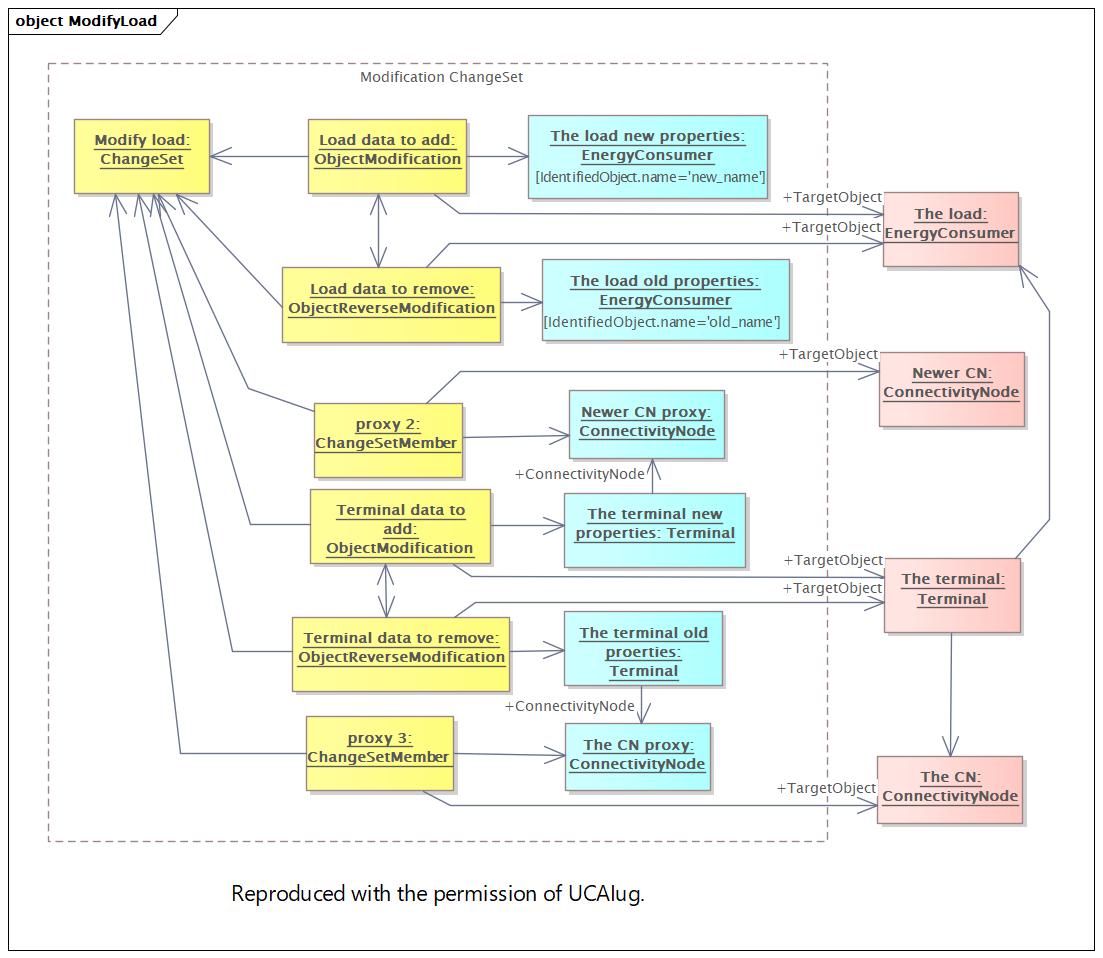 object ModifyLoad
Modification ChangeSet
Modify load:
ChangeSet
Load data to add:
ObjectModification
The load new properties:
EnergyConsumer
[IdentifiedObject.name='new_name']
+TargetObject
The load:
EnergyConsumer
+TargetObject
Load data to remove:
ObjectReverseModification
The load old properties:
EnergyConsumer
[IdentifiedObject.name='old_name']
+TargetObject
Newer CN:
ConnectivityNode
proxy 2:
ChangeSetMember
Newer CN proxy:
ConnectivityNode
+ConnectivityNode
Terminal data to
add:
ObjectModification
The terminal new
properties: Terminal
+TargetObject
The terminal:
Terminal
+TargetObject
Terminal data to remove:
ObjectReverseModification
The terminal old
proerties:
Terminal
+ConnectivityNode
proxy 3:
ChangeSetMember
The CN proxy:
ConnectivityNode
+TargetObject
The CN:
ConnectivityNode
Reproduced with the permission of UCAIug.